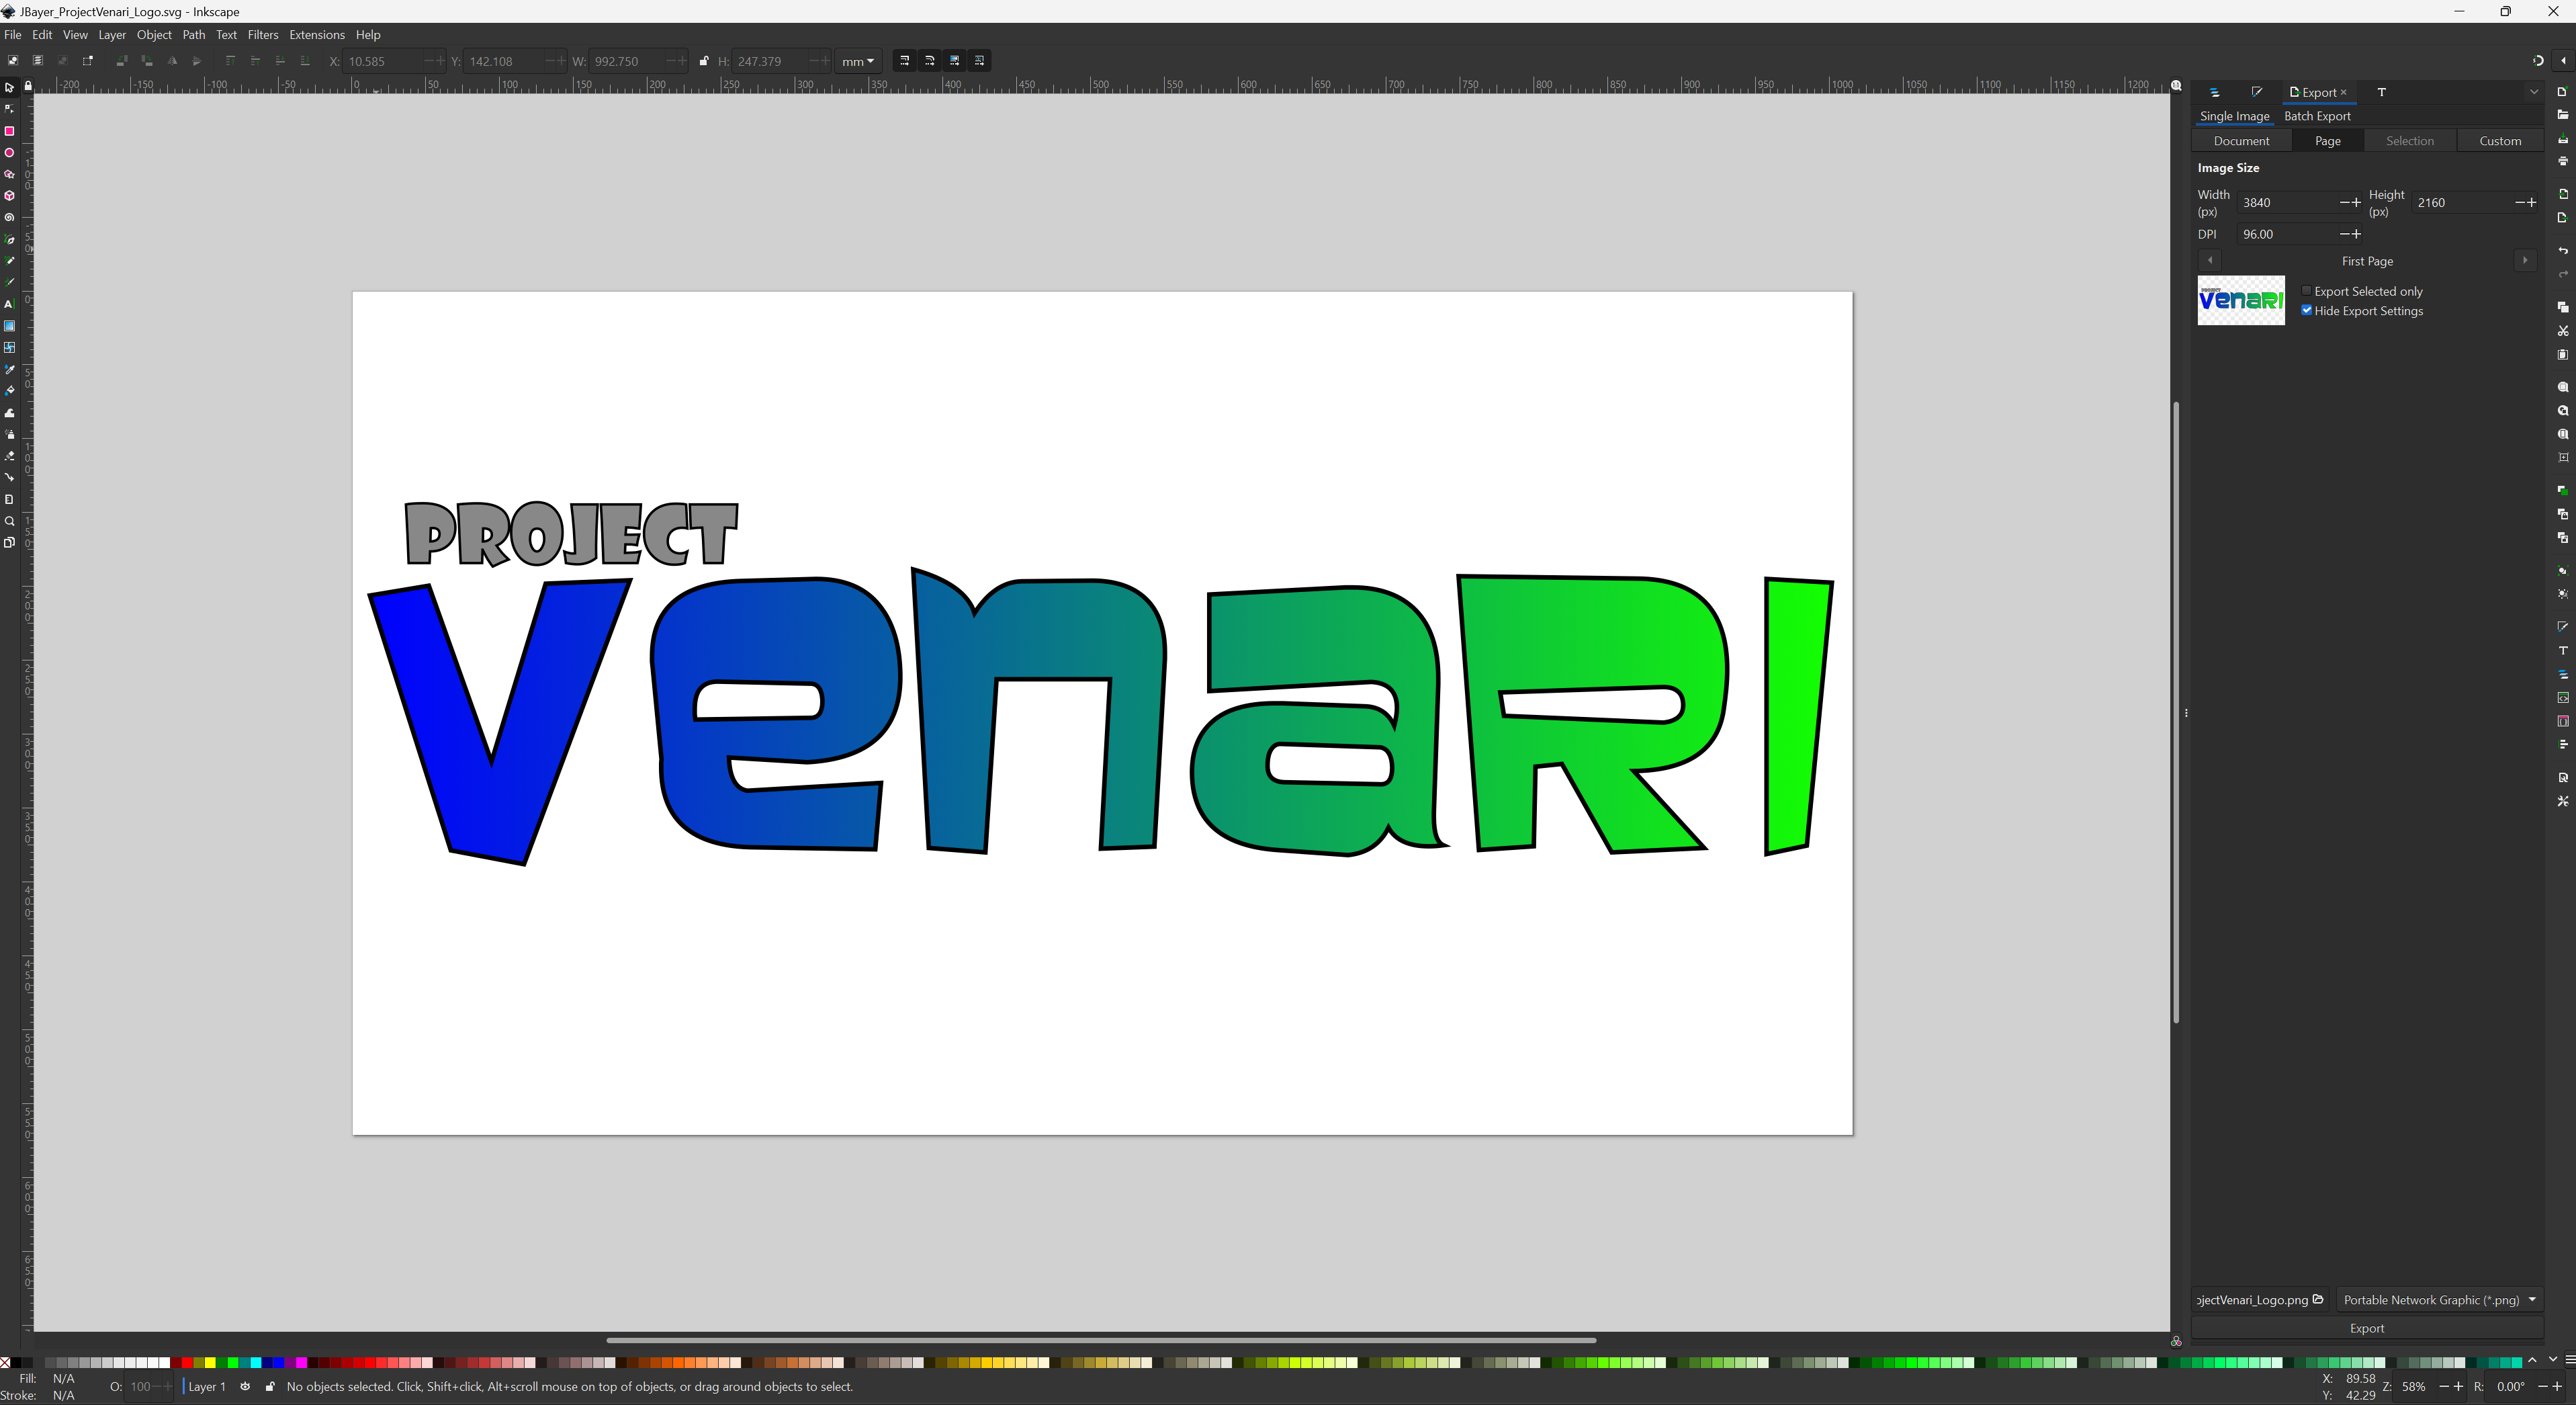 JBayer_ProjectVenari_Logo.svg - Inkscape
File Edit View Layer Object Path Text Filters Extensions Help
X: 10.585 Y: 142.108 W: 992.750 H: 247.379 mm
-200 -150 -100 -50 0 50 100 150 200 250 300 350 400 450 500 550 600 650 700 750 800 850 900 950 1000 1050 1100 1150 1200
Export
Single Image Batch Export
Document Page Selection Custom
Image Size
Width (px) 3840 Height (px) 2160
DPI 96.00
First Page
Export Selected only
Hide Export Settings
PROJECT
VenaRI
ojectVenari_Logo.png Portable Network Graphic (*.png)
Export
Fill: N/A
Stroke: N/A
O: 100 Layer 1 No objects selected. Click, Shift+click, Alt+scroll mouse on top of objects, or drag around objects to select.
X: 89.58
Y: 42.29
Z: 58% R: 0.00°